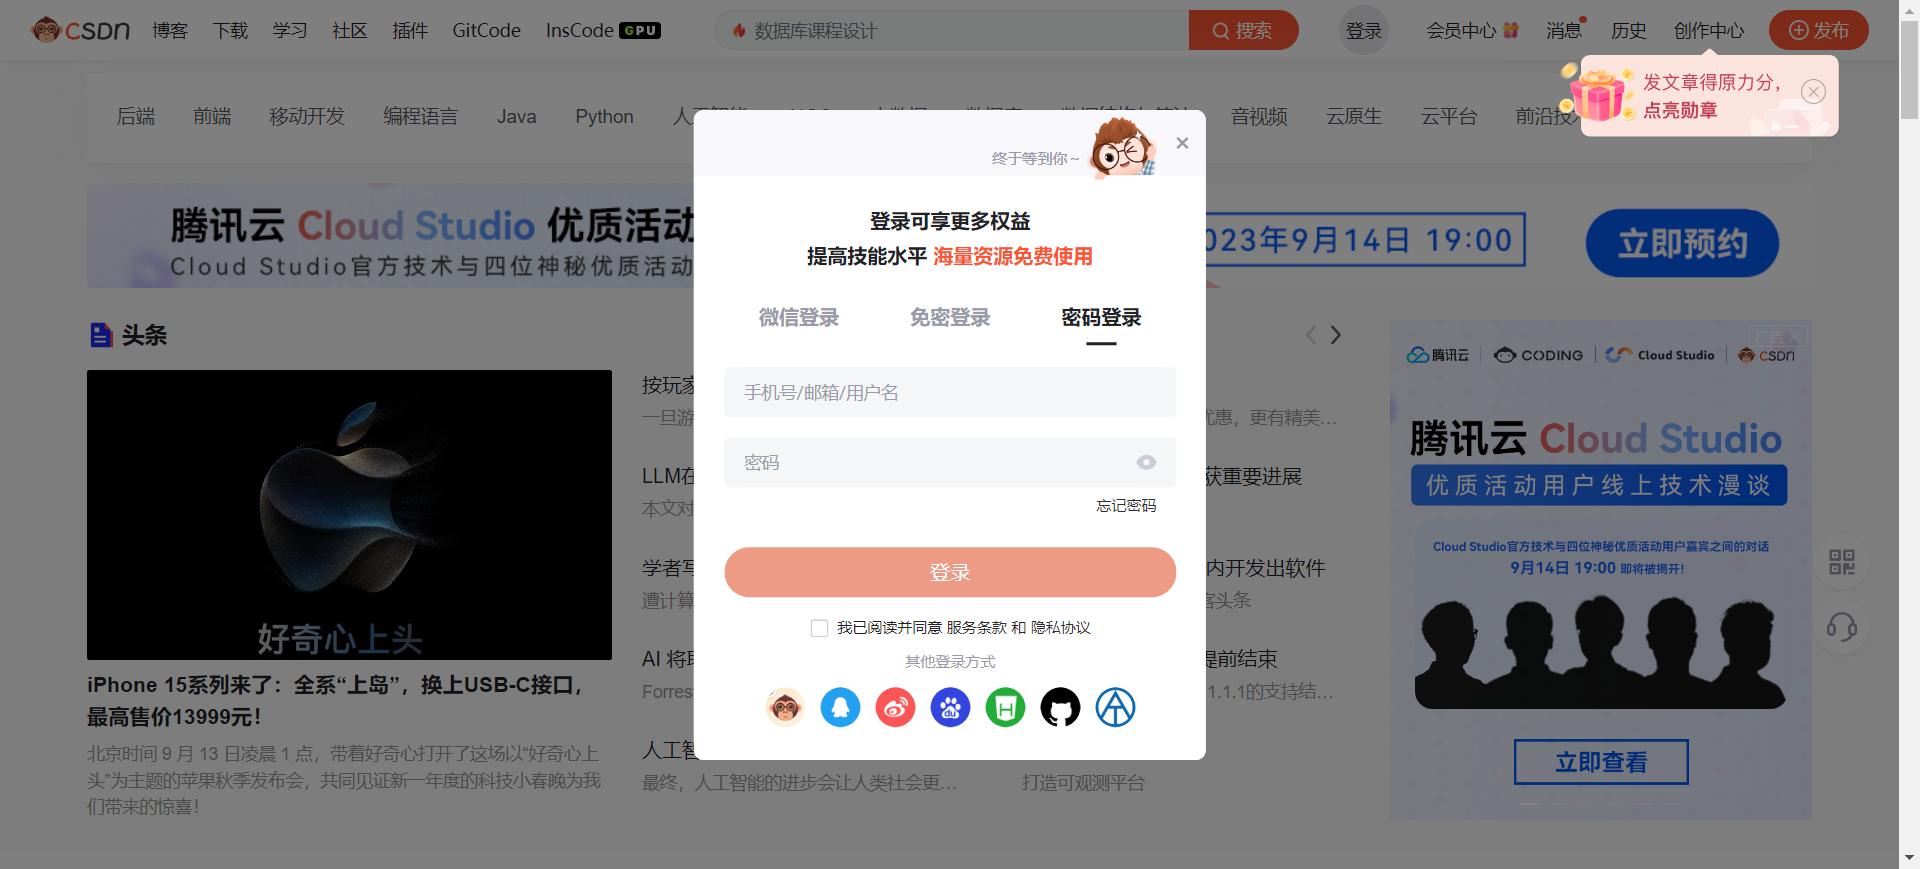 CSDN 博客 下载 学习 社区 插件 GitCode InsCode GPU 数据库课程设计 搜索 登录 会员中心 消息 历史 创作中心 发布
发文章得原力分，
点亮勋章
后端 前端 移动开发 编程语言 Java Python 音视频 云原生 云平台 前沿技
终于等到你~
登录可享更多权益
提高技能水平 海量资源免费使用
微信登录 免密登录 密码登录
手机号/邮箱/用户名
密码
忘记密码
登录
我已阅读并同意 服务条款 和 隐私协议
其他登录方式
腾讯云 Cloud Studio 优质活动
Cloud Studio官方技术与四位神秘优质活动
2023年9月14日 19:00
立即预约
头条
好奇心上头
iPhone 15系列来了：全系“上岛”，换上USB-C接口，
最高售价13999元！
北京时间 9 月 13 日凌晨 1 点，带着好奇心打开了这场以“好奇心上
头”为主题的苹果秋季发布会，共同见证新一年度的科技小春晚为我
们带来的惊喜！
按玩家
一旦游
LLM在
本文对
学者写
遭计算
AI 将取
Forres
人工智
最终，人工智能的进步会让人类社会更…
优惠，更有精美…
获重要进展
内开发出软件
客头条
提前结束
1.1.1的支持结…
打造可观测平台
广告
腾讯云 CODING Cloud Studio CSDN
腾讯云 Cloud Studio
优质活动用户线上技术漫谈
Cloud Studio官方技术与四位神秘优质活动用户嘉宾之间的对话
9月14日 19:00 即将被揭开!
立即查看